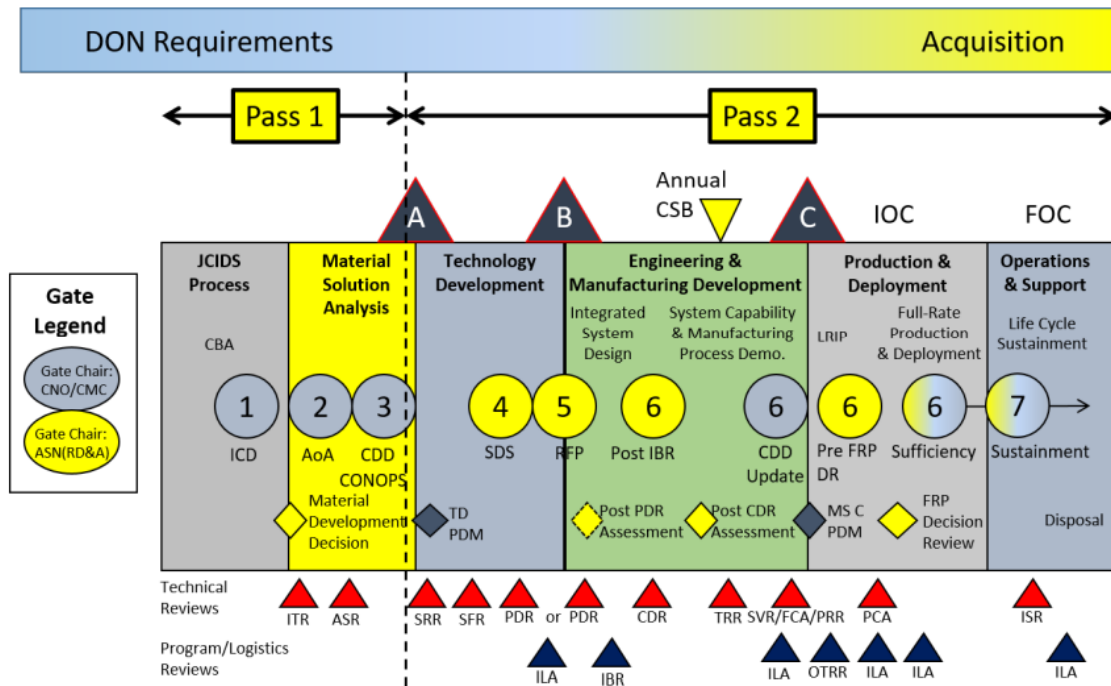 DON Requirements
Acquisition
Pass 1
Pass 2
Annual
CSB
A
B
C
IOC
FOC
JCIDS
Process
Material
Solution
Analysis
Technology
Development
Engineering &
Manufacturing Development
Production &
Deployment
Operations
& Support
Integrated
System
Design
System Capability
& Manufacturing
Process Demo.
LRIP
Full-Rate
Production
& Deployment
Life Cycle
Sustainment
CBA
Gate
Legend
Gate Chair:
CNO/CMC
Gate Chair:
ASN(RD&A)
1
2
3
4
5
6
6
6
6
7
ICD
AoA
CDD
CONOPS
SDS
RFP
Post IBR
CDD
Update
Pre FRP
DR
Sufficiency
Sustainment
Material
Development
Decision
TD
PDM
Post PDR
Assessment
Post CDR
Assessment
MS C
PDM
FRP
Decision
Review
Disposal
Technical
Reviews
ITR
ASR
SRR
SFR
PDR or PDR
CDR
TRR
SVR/FCA/PRR
PCA
ISR
Program/Logistics
Reviews
ILA
IBR
ILA
OTRR
ILA
ILA
ILA